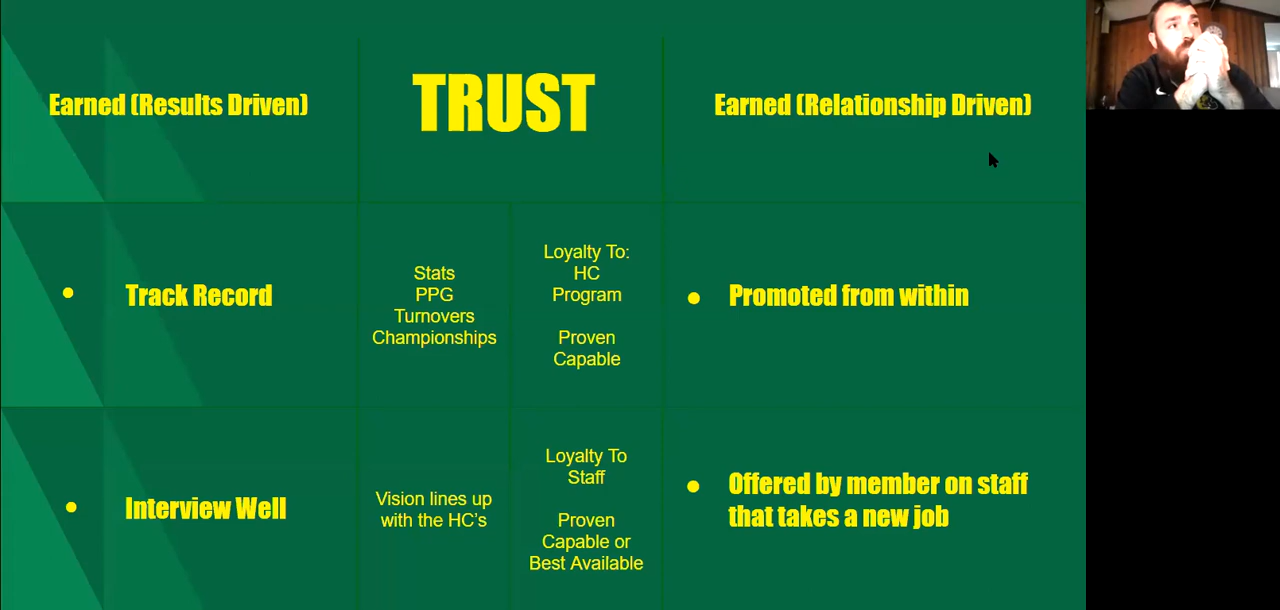 Earned (Results Driven)
TRUST
Earned (Relationship Driven)
• Track Record
Stats
PPG
Turnovers
Championships
Loyalty To:
HC
Program
Proven
Capable
• Promoted from within
• Interview Well
Vision lines up
with the HC's
Loyalty To
Staff
Proven
Capable or
Best Available
• Offered by member on staff
that takes a new job